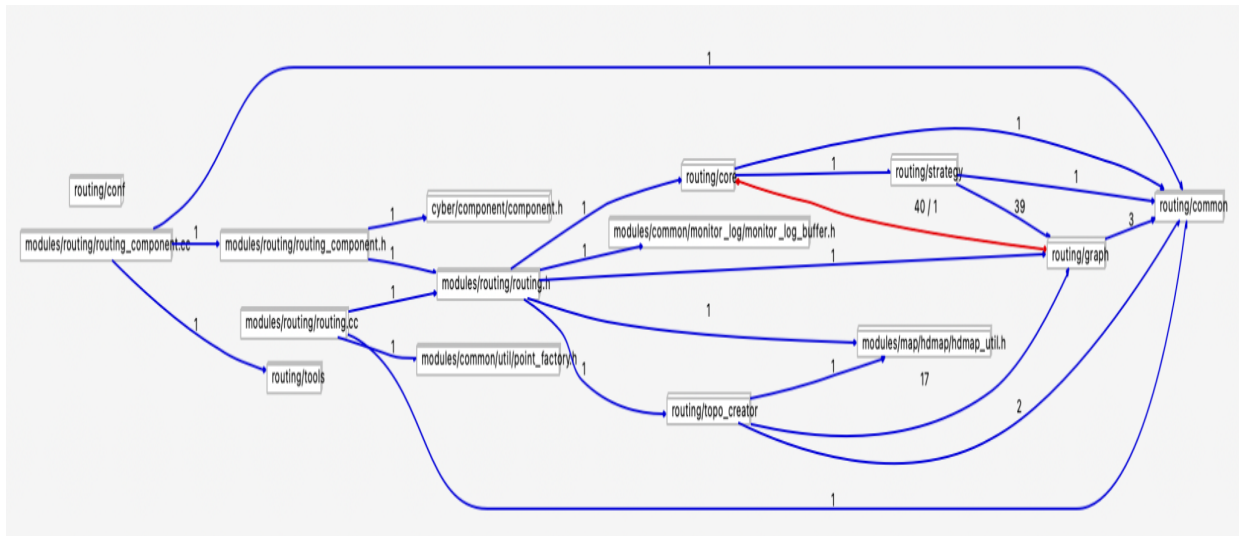 1
1
1
routing/core
1
routing/strategy
1
routing/conf
cyber/component/component.h
40 / 1
39
routing/common
1
1
3
modules/routing/routing_component.cc
1
modules/routing/routing_component.h
modules/common/monitor_log/monitor_log_buffer.h
1
1
1
routing/graph
modules/routing/routing.h
1
1
modules/routing/routing.cc
1
1
modules/common/util/point_factory.h
modules/map/hdmap/hdmap_util.h
routing/tools
1
1
17
routing/topo_creator
2
1